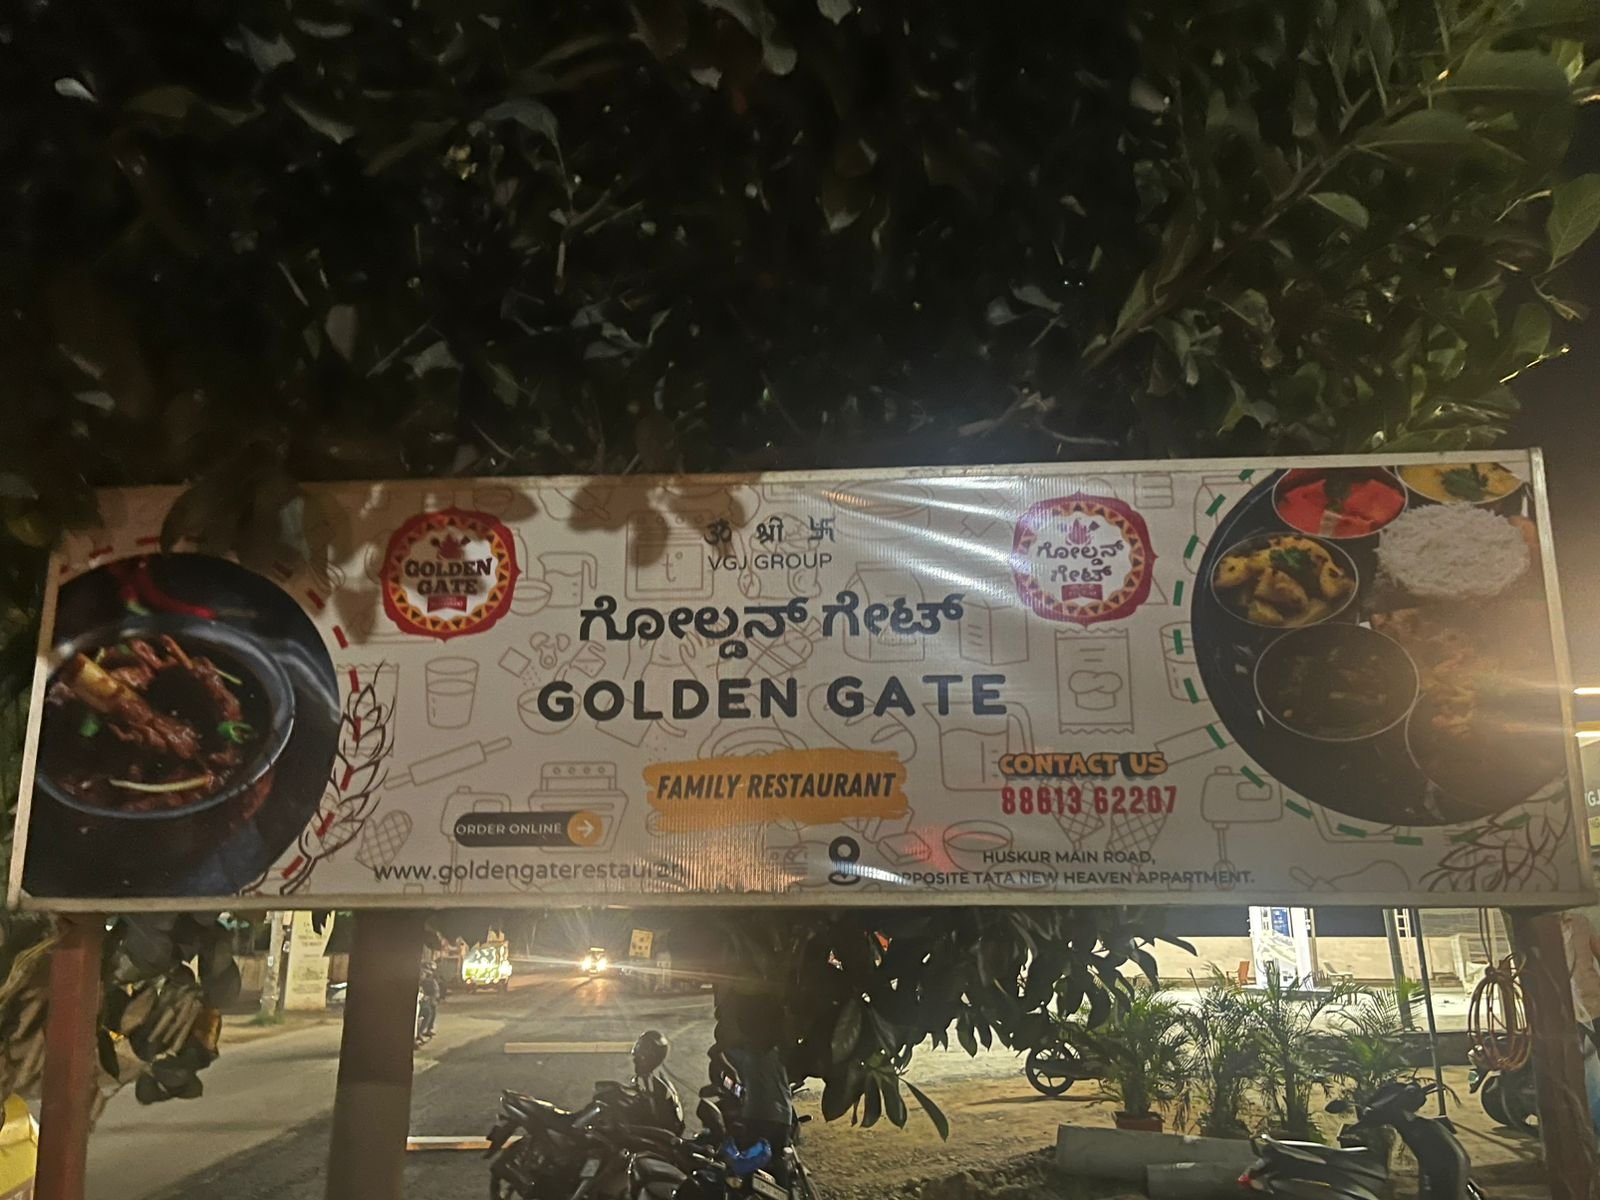 ॐ श्री 卐
VGJ GROUP
GOLDEN
GATE
ಗೋಲ್ಡನ್
ಗೇಟ್
ಗೋಲ್ಡನ್ ಗೇಟ್
GOLDEN GATE
FAMILY RESTAURANT
CONTACT US
88613 62207
ORDER ONLINE
HUSKUR MAIN ROAD,
TATA NEW HEAVEN APPARTMENT.